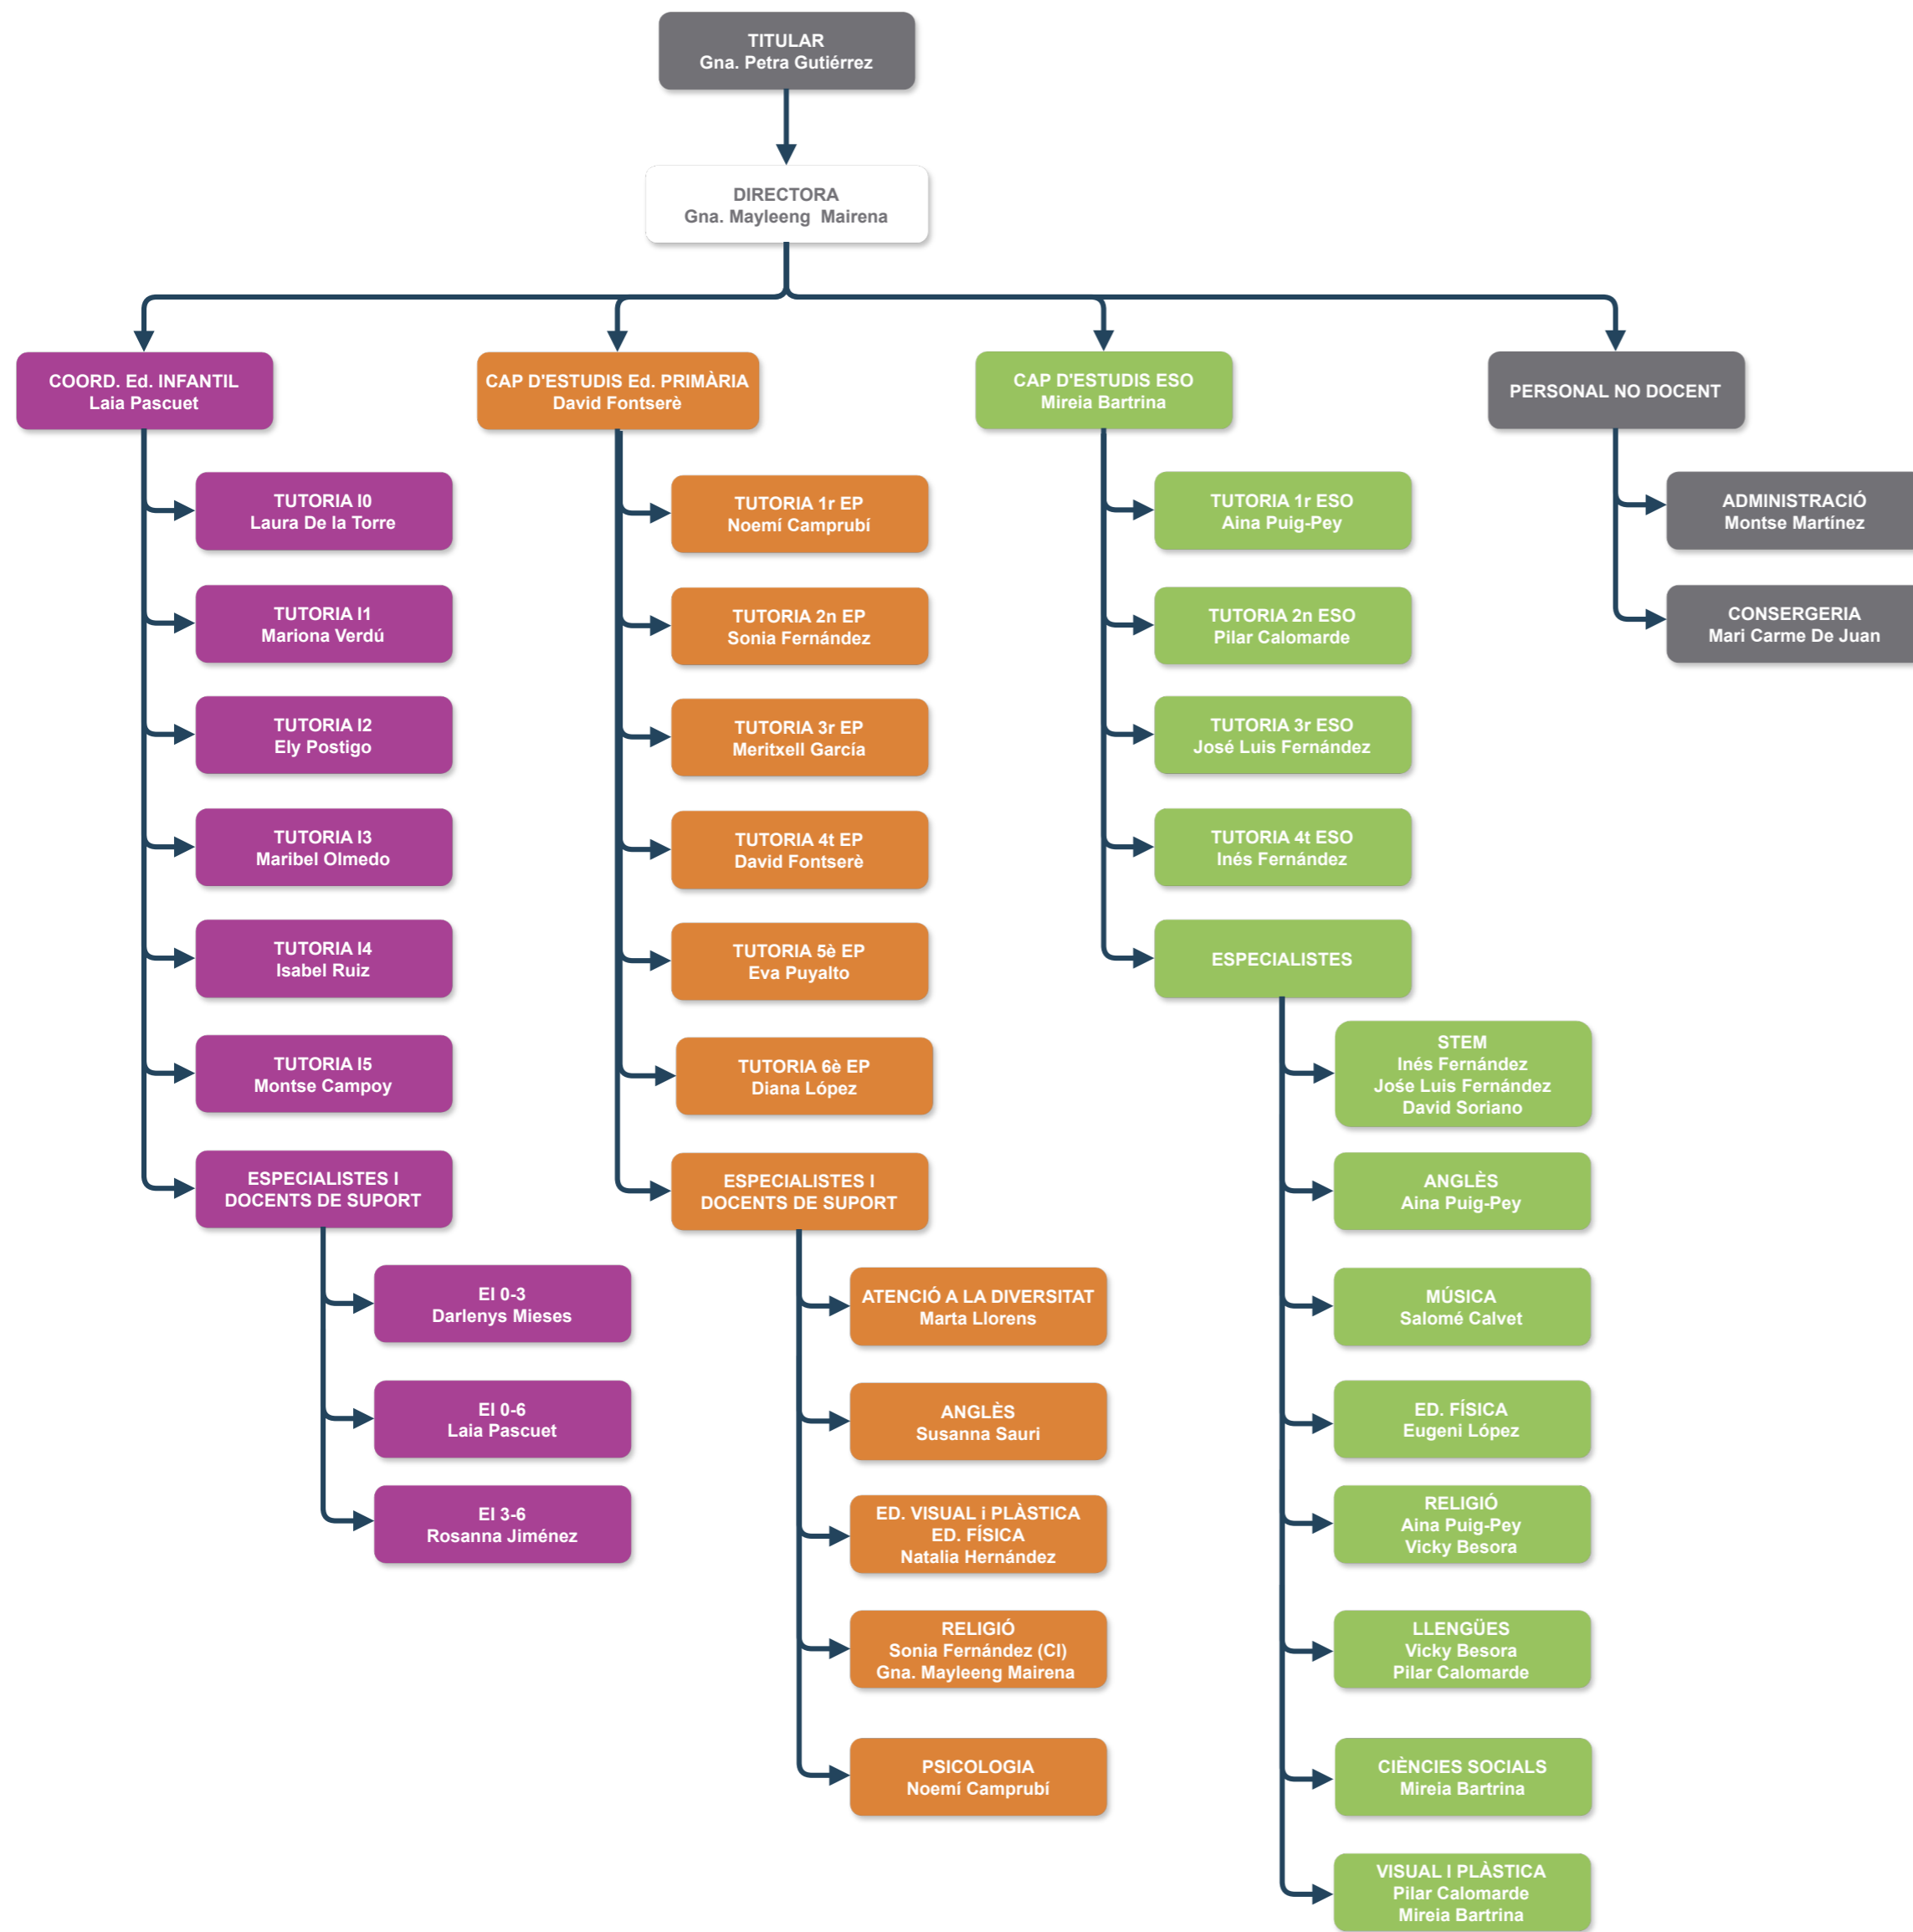 TITULAR
Gna. Petra Gutiérrez
DIRECTORA
Gna. Mayleeng Mairena
COORD. Ed. INFANTIL
Laia Pascuet
TUTORIA I0
Laura De la Torre
TUTORIA I1
Mariona Verdú
TUTORIA I2
Ely Postigo
TUTORIA I3
Maribel Olmedo
TUTORIA I4
Isabel Ruiz
TUTORIA I5
Montse Campoy
ESPECIALISTES I
DOCENTS DE SUPORT
EI 0-3
Darlenys Mieses
EI 0-6
Laia Pascuet
EI 3-6
Rosanna Jiménez
CAP D'ESTUDIS Ed. PRIMÀRIA
David Fontserè
TUTORIA 1r EP
Noemí Camprubí
TUTORIA 2n EP
Sonia Fernández
TUTORIA 3r EP
Meritxell García
TUTORIA 4t EP
David Fontserè
TUTORIA 5è EP
Eva Puyalto
TUTORIA 6è EP
Diana López
ESPECIALISTES I
DOCENTS DE SUPORT
ATENCIÓ A LA DIVERSITAT
Marta Llorens
ANGLÈS
Susanna Sauri
ED. VISUAL i PLÀSTICA
ED. FÍSICA
Natalia Hernández
RELIGIÓ
Sonia Fernández (CI)
Gna. Mayleeng Mairena
PSICOLOGIA
Noemí Camprubí
CAP D'ESTUDIS ESO
Mireia Bartrina
TUTORIA 1r ESO
Aina Puig-Pey
TUTORIA 2n ESO
Pilar Calomarde
TUTORIA 3r ESO
José Luis Fernández
TUTORIA 4t ESO
Inés Fernández
ESPECIALISTES
STEM
Inés Fernández
Jośe Luis Fernández
David Soriano
ANGLÈS
Aina Puig-Pey
MÚSICA
Salomé Calvet
ED. FÍSICA
Eugeni López
RELIGIÓ
Aina Puig-Pey
Vicky Besora
LLENGÜES
Vicky Besora
Pilar Calomarde
CIÈNCIES SOCIALS
Mireia Bartrina
VISUAL I PLÀSTICA
Pilar Calomarde
Mireia Bartrina
PERSONAL NO DOCENT
ADMINISTRACIÓ
Montse Martínez
CONSERGERIA
Mari Carme De Juan